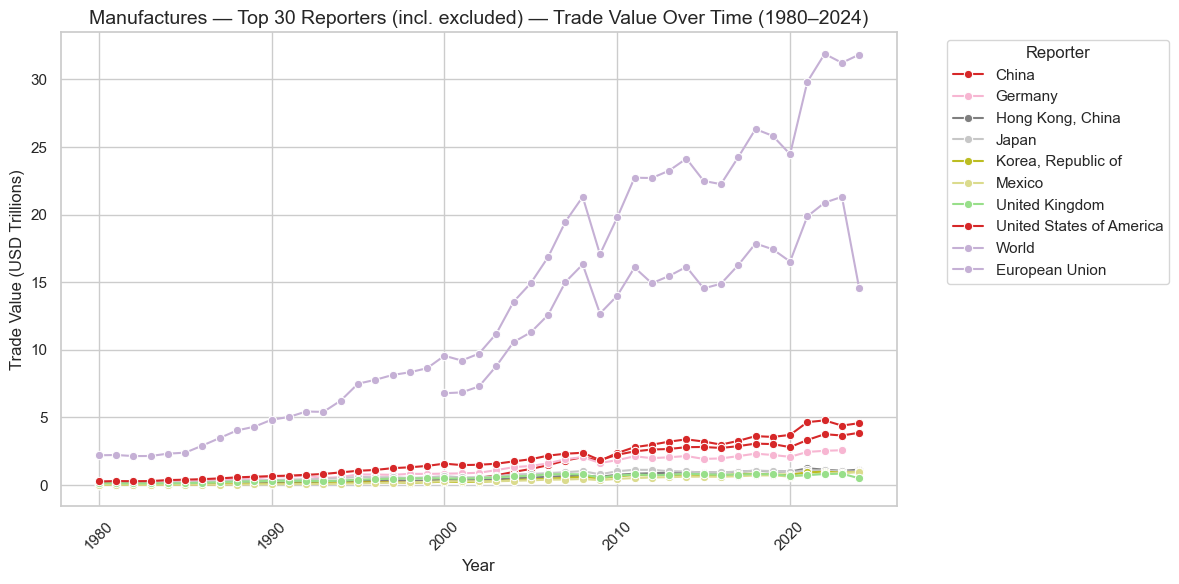 Manufactures — Top 30 Reporters (incl. excluded) — Trade Value Over Time (1980–2024)
Trade Value (USD Trillions)
30
25
20
15
10
5
0
1980
1990
2000
2010
2020
Year
Reporter
China
Germany
Hong Kong, China
Japan
Korea, Republic of
Mexico
United Kingdom
United States of America
World
European Union